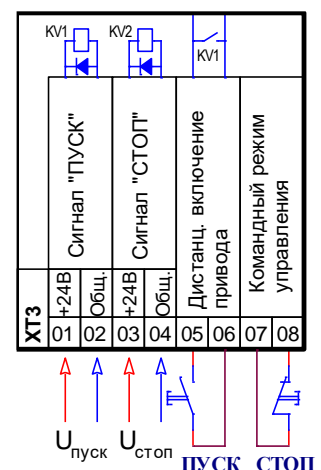 KV1
KV2
KV1
Сигнал "ПУСК"
Сигнал "СТОП"
Дистанц. включение
привода
Командный режим
управления
+24В
Общ.
+24В
Общ.
XT3
01 02 03 04 05 06 07 08
Uпуск
Uстоп
ПУСК СТОП